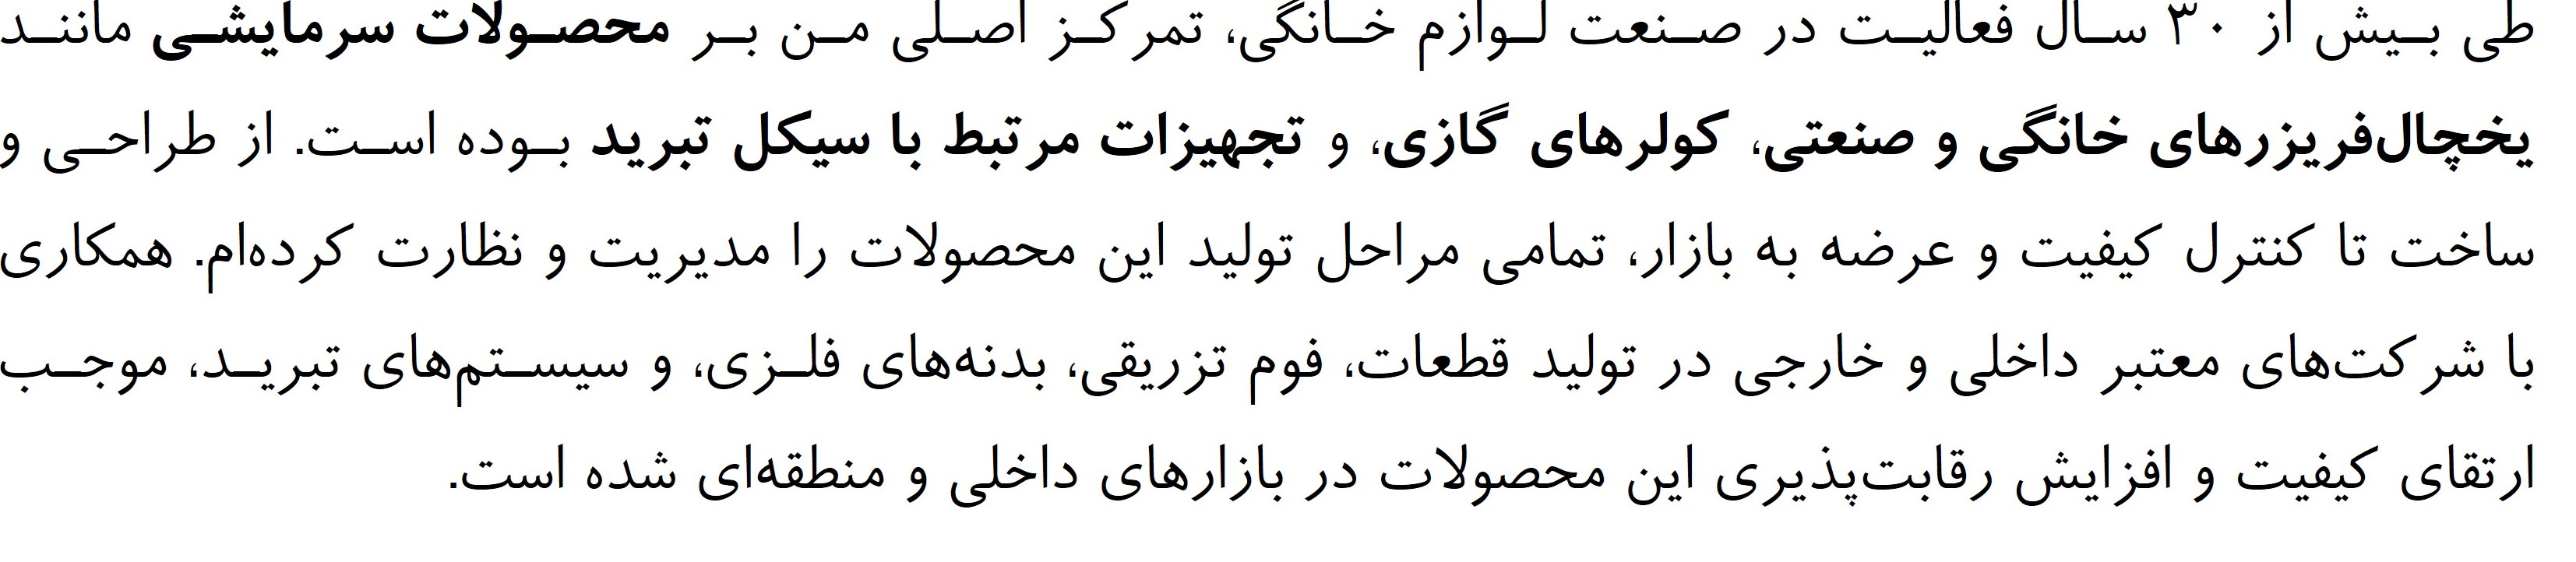 طی بیش از ۳۰ سال فعالیت در صنعت لوازم خانگی، تمرکز اصلی من بر محصولات سرمایشی مانند
یخچال‌فریزرهای خانگی و صنعتی، کولرهای گازی، و تجهیزات مرتبط با سیکل تبرید بوده است. از طراحی و
ساخت تا کنترل کیفیت و عرضه به بازار، تمامی مراحل تولید این محصولات را مدیریت و نظارت کرده‌ام. همکاری
با شرکت‌های معتبر داخلی و خارجی در تولید قطعات، فوم تزریقی، بدنه‌های فلزی، و سیستم‌های تبرید، موجب
ارتقای کیفیت و افزایش رقابت‌پذیری این محصولات در بازارهای داخلی و منطقه‌ای شده است.